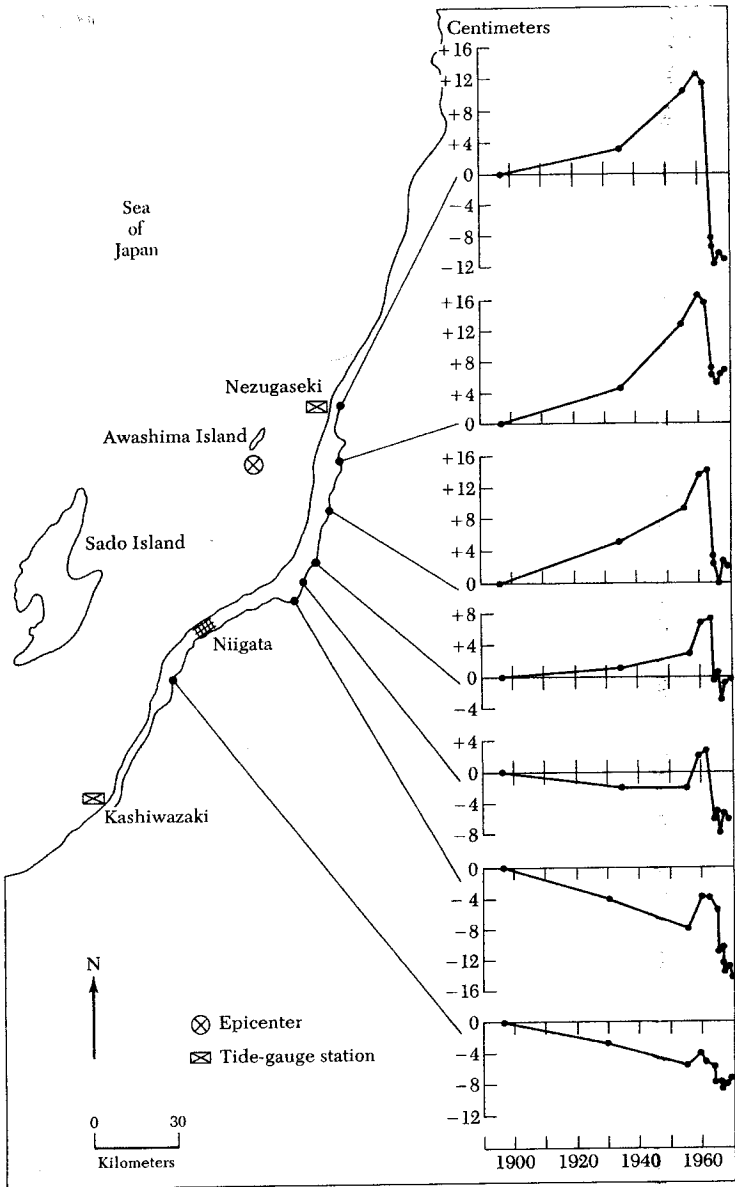 Centimeters
+16
+12
+8
+4
0
−4
−8
−12
+16
+12
+8
+4
0
+16
+12
+8
+4
0
+8
+4
0
−4
+4
0
−4
−8
0
−4
−8
−12
−16
0
−4
−8
−12
1900 1920 1940 1960
Sea
of
Japan
Nezugaseki
Awashima Island
Sado Island
Niigata
Kashiwazaki
N
Epicenter
Tide-gauge station
0 30
Kilometers